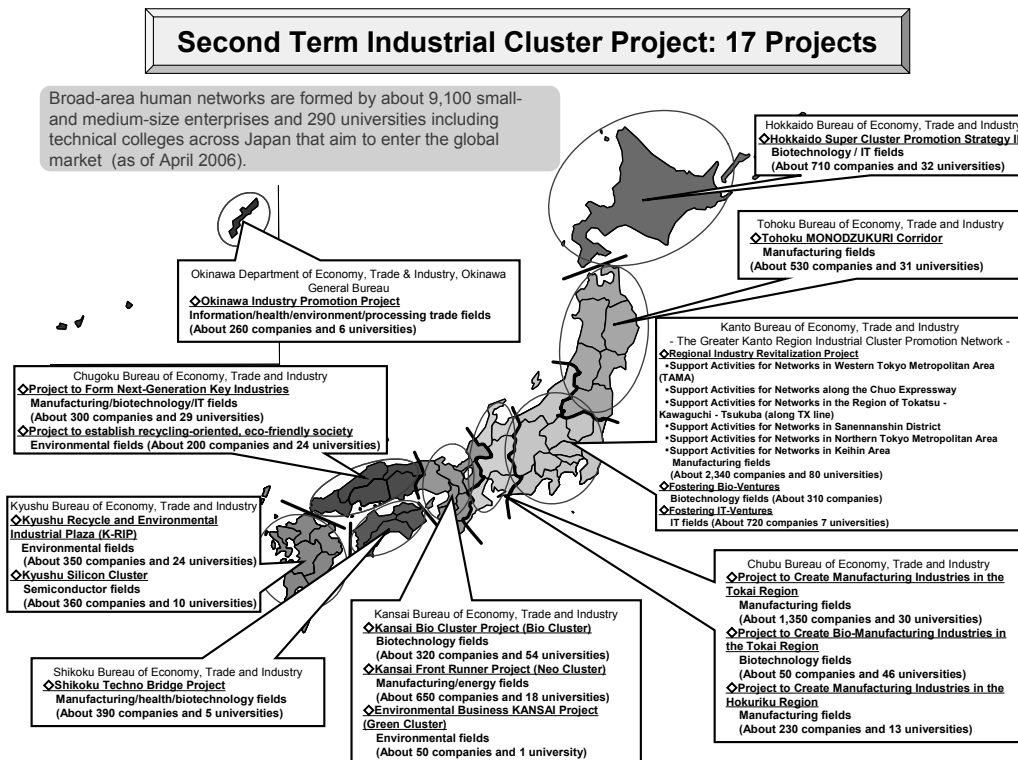 Second Term Industrial Cluster Project: 17 Projects
Broad-area human networks are formed by about 9,100 small-
and medium-size enterprises and 290 universities including
technical colleges across Japan that aim to enter the global
market (as of April 2006).
Hokkaido Bureau of Economy, Trade and Industry
◇Hokkaido Super Cluster Promotion Strategy II
Biotechnology / IT fields
(About 710 companies and 32 universities)
Tohoku Bureau of Economy, Trade and Industry
◇Tohoku MONODZUKURI Corridor
Manufacturing fields
(About 530 companies and 31 universities)
Okinawa Department of Economy, Trade & Industry, Okinawa
General Bureau
◇Okinawa Industry Promotion Project
Information/health/environment/processing trade fields
(About 260 companies and 6 universities)
Kanto Bureau of Economy, Trade and Industry
- The Greater Kanto Region Industrial Cluster Promotion Network -
◇Regional Industry Revitalization Project
•Support Activities for Networks in Western Tokyo Metropolitan Area
(TAMA)
•Support Activities for Networks along the Chuo Expressway
•Support Activities for Networks in the Region of Tokatsu -
Kawaguchi - Tsukuba (along TX line)
•Support Activities for Networks in Sanennanshin District
•Support Activities for Networks in Northern Tokyo Metropolitan Area
•Support Activities for Networks in Keihin Area
Manufacturing fields
(About 2,340 companies and 80 universities)
◇Fostering Bio-Ventures
Biotechnology fields (About 310 companies)
◇Fostering IT-Ventures
IT fields (About 720 companies 7 universities)
Chugoku Bureau of Economy, Trade and Industry
◇Project to Form Next-Generation Key Industries
Manufacturing/biotechnology/IT fields
(About 300 companies and 29 universities)
◇Project to establish recycling-oriented, eco-friendly society
Environmental fields (About 200 companies and 24 universities)
Kyushu Bureau of Economy, Trade and Industry
◇Kyushu Recycle and Environmental
Industrial Plaza (K-RIP)
Environmental fields
(About 350 companies and 24 universities)
◇Kyushu Silicon Cluster
Semiconductor fields
(About 360 companies and 10 universities)
Shikoku Bureau of Economy, Trade and Industry
◇Shikoku Techno Bridge Project
Manufacturing/health/biotechnology fields
(About 390 companies and 5 universities)
Kansai Bureau of Economy, Trade and Industry
◇Kansai Bio Cluster Project (Bio Cluster)
Biotechnology fields
(About 320 companies and 54 universities)
◇Kansai Front Runner Project (Neo Cluster)
Manufacturing/energy fields
(About 650 companies and 18 universities)
◇Environmental Business KANSAI Project
(Green Cluster)
Environmental fields
(About 50 companies and 1 university)
Chubu Bureau of Economy, Trade and Industry
◇Project to Create Manufacturing Industries in the
Tokai Region
Manufacturing fields
(About 1,350 companies and 30 universities)
◇Project to Create Bio-Manufacturing Industries in
the Tokai Region
Biotechnology fields
(About 50 companies and 46 universities)
◇Project to Create Manufacturing Industries in the
Hokuriku Region
Manufacturing fields
(About 230 companies and 13 universities)